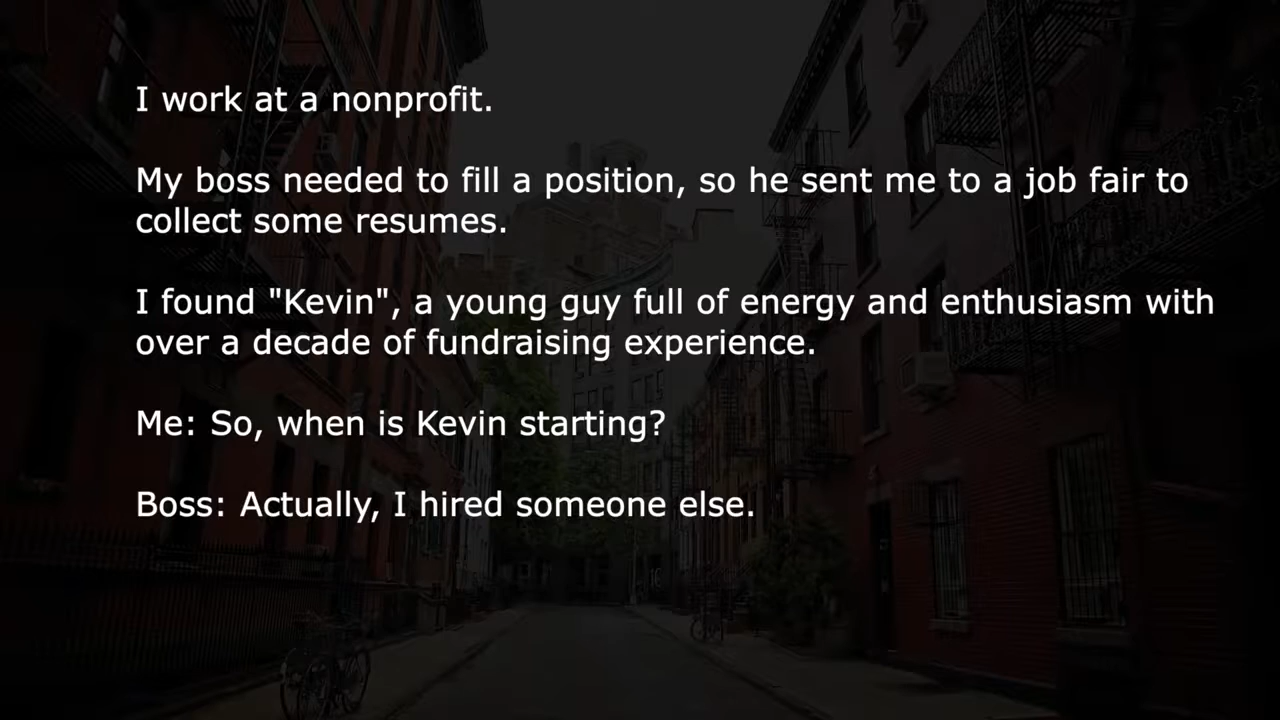 I work at a nonprofit.
My boss needed to fill a position, so he sent me to a job fair to
collect some resumes.
I found "Kevin", a young guy full of energy and enthusiasm with
over a decade of fundraising experience.
Me: So, when is Kevin starting?
Boss: Actually, I hired someone else.